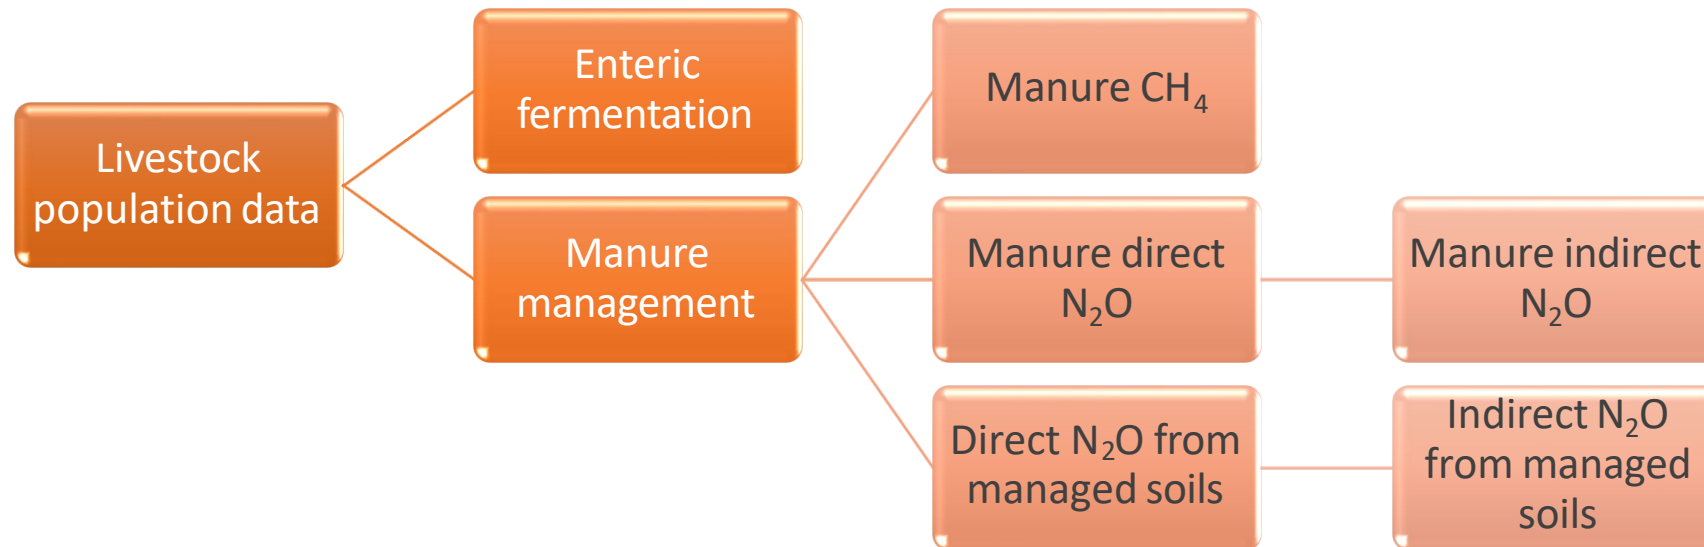 Livestock
population data
Enteric
fermentation
Manure
management
Manure CH₄
Manure direct
N₂O
Direct N₂O from
managed soils
Manure indirect
N₂O
Indirect N₂O
from managed
soils